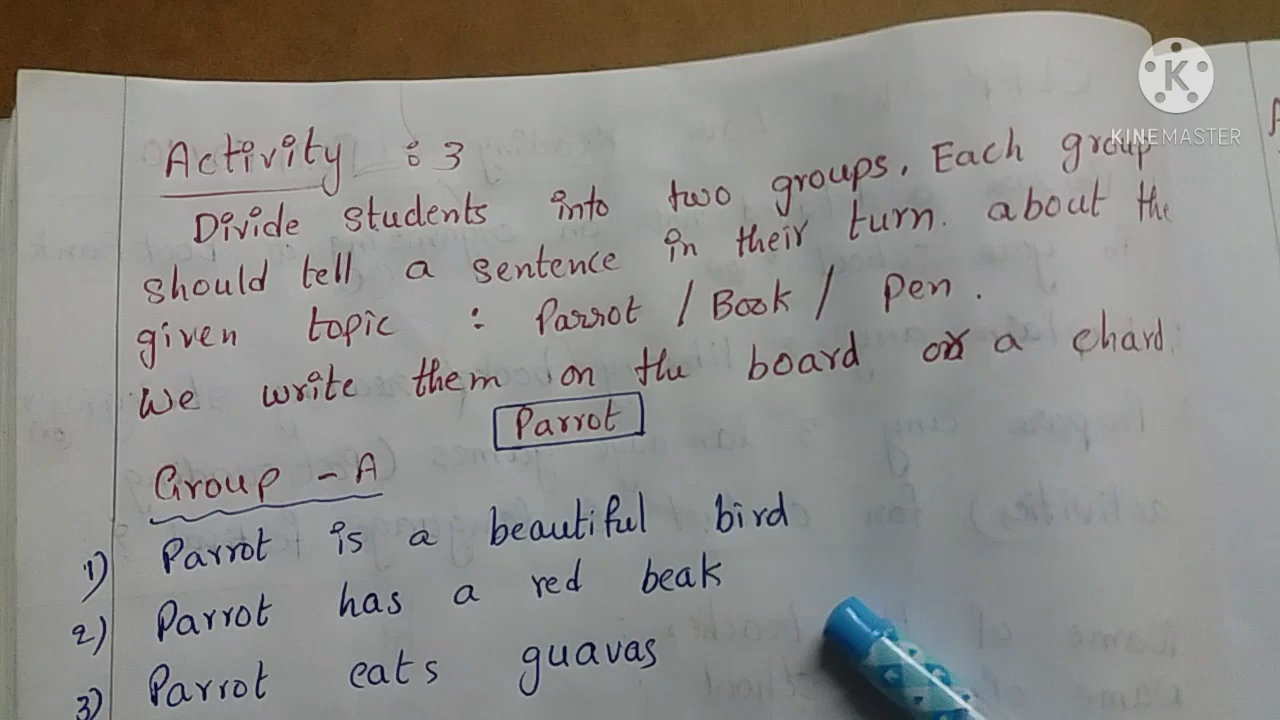 Activity : 3
Divide students into two groups. Each group
should tell a sentence in their turn. about the
given topic : Parrot / Book / Pen.
We write them on the board or a chard.
Parrot
Group - A
1) Parrot is a beautiful bird
2) Parrot has a red beak
3) Parrot eats guavas
KINEMASTER